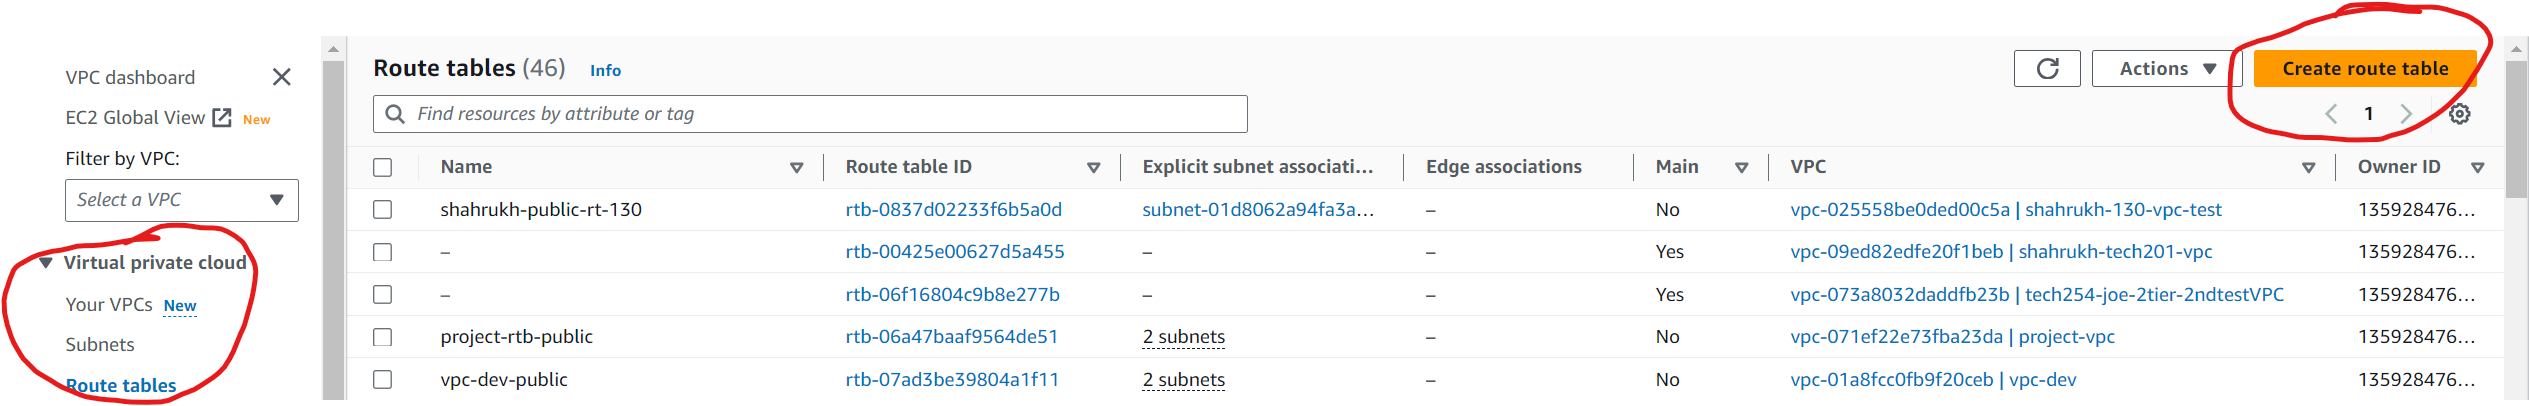 VPC dashboard
EC2 Global View New
Filter by VPC:
Select a VPC
Virtual private cloud
Your VPCs New
Subnets
Route tables
Route tables (46) Info
Actions
Create route table
Find resources by attribute or tag
1
Name Route table ID Explicit subnet associati... Edge associations Main VPC Owner ID
shahrukh-public-rt-130 rtb-0837d02233f6b5a0d subnet-01d8062a94fa3a... – No vpc-025558be0ded00c5a | shahrukh-130-vpc-test 135928476...
– rtb-00425e00627d5a455 – – Yes vpc-09ed82edfe20f1beb | shahrukh-tech201-vpc 135928476...
– rtb-06f16804c9b8e277b – – Yes vpc-073a8032daddfb23b | tech254-joe-2tier-2ndtestVPC 135928476...
project-rtb-public rtb-06a47baaf9564de51 2 subnets – No vpc-071ef22e73fba23da | project-vpc 135928476...
vpc-dev-public rtb-07ad3be39804a1f11 2 subnets – No vpc-01a8fcc0fb9f20ceb | vpc-dev 135928476...